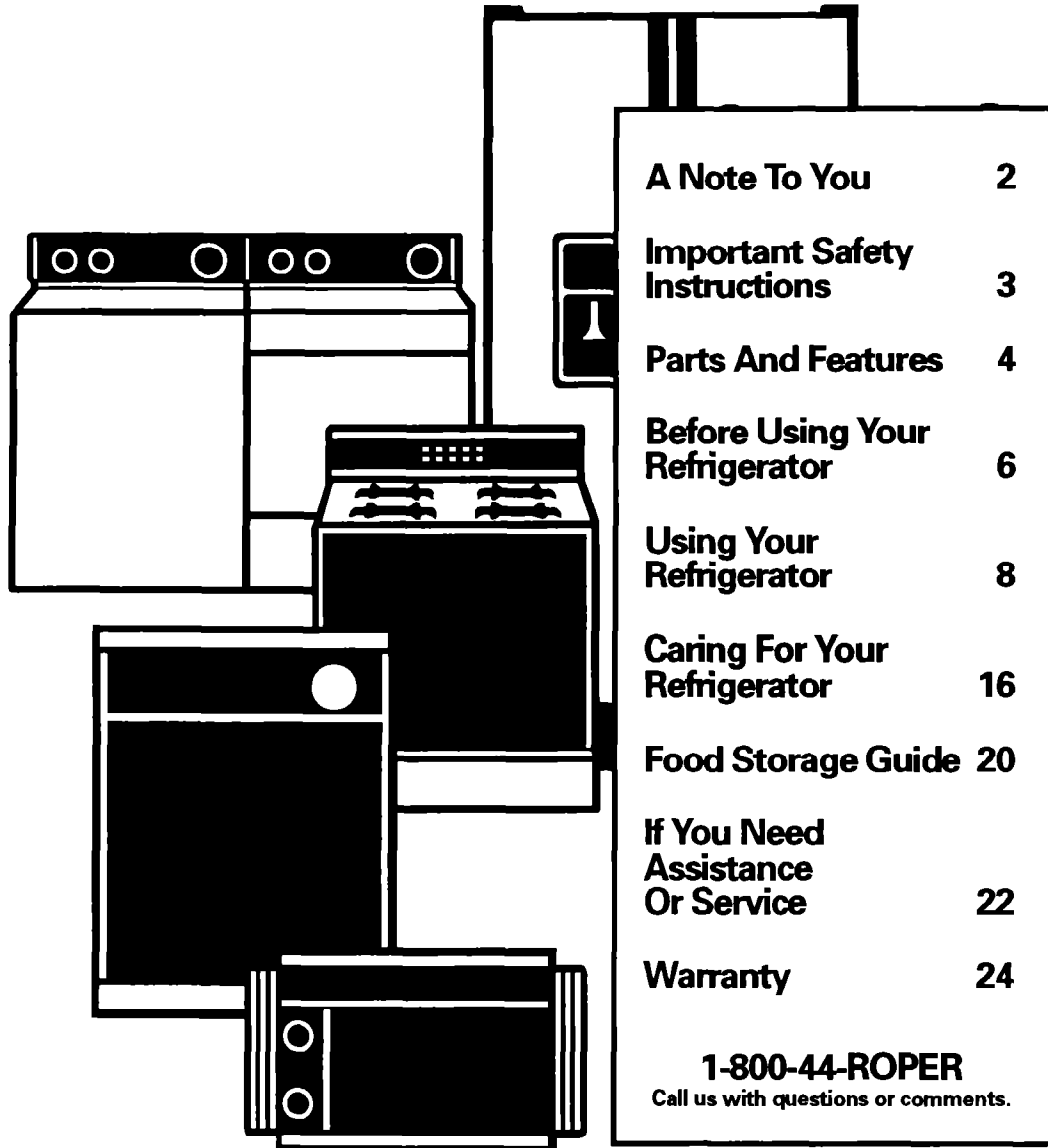 A Note To You 2
Important Safety
Instructions 3
Parts And Features 4
Before Using Your
Refrigerator 6
Using Your
Refrigerator 8
Caring For Your
Refrigerator 16
Food Storage Guide 20
If You Need
Assistance
Or Service 22
Warranty 24
1-800-44-ROPER
Call us with questions or comments.